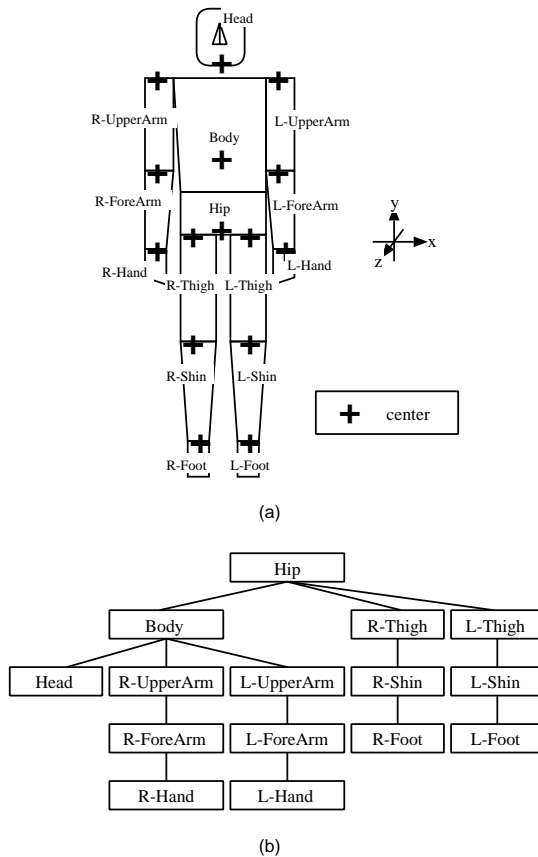 Head
R-UpperArm
L-UpperArm
Body
R-ForeArm
L-ForeArm
Hip
y
x
z
R-Hand
R-Thigh
L-Thigh
L-Hand
R-Shin
L-Shin
center
R-Foot
L-Foot
(a)
Hip
Body
R-Thigh
L-Thigh
Head
R-UpperArm
L-UpperArm
R-Shin
L-Shin
R-ForeArm
L-ForeArm
R-Foot
L-Foot
R-Hand
L-Hand
(b)